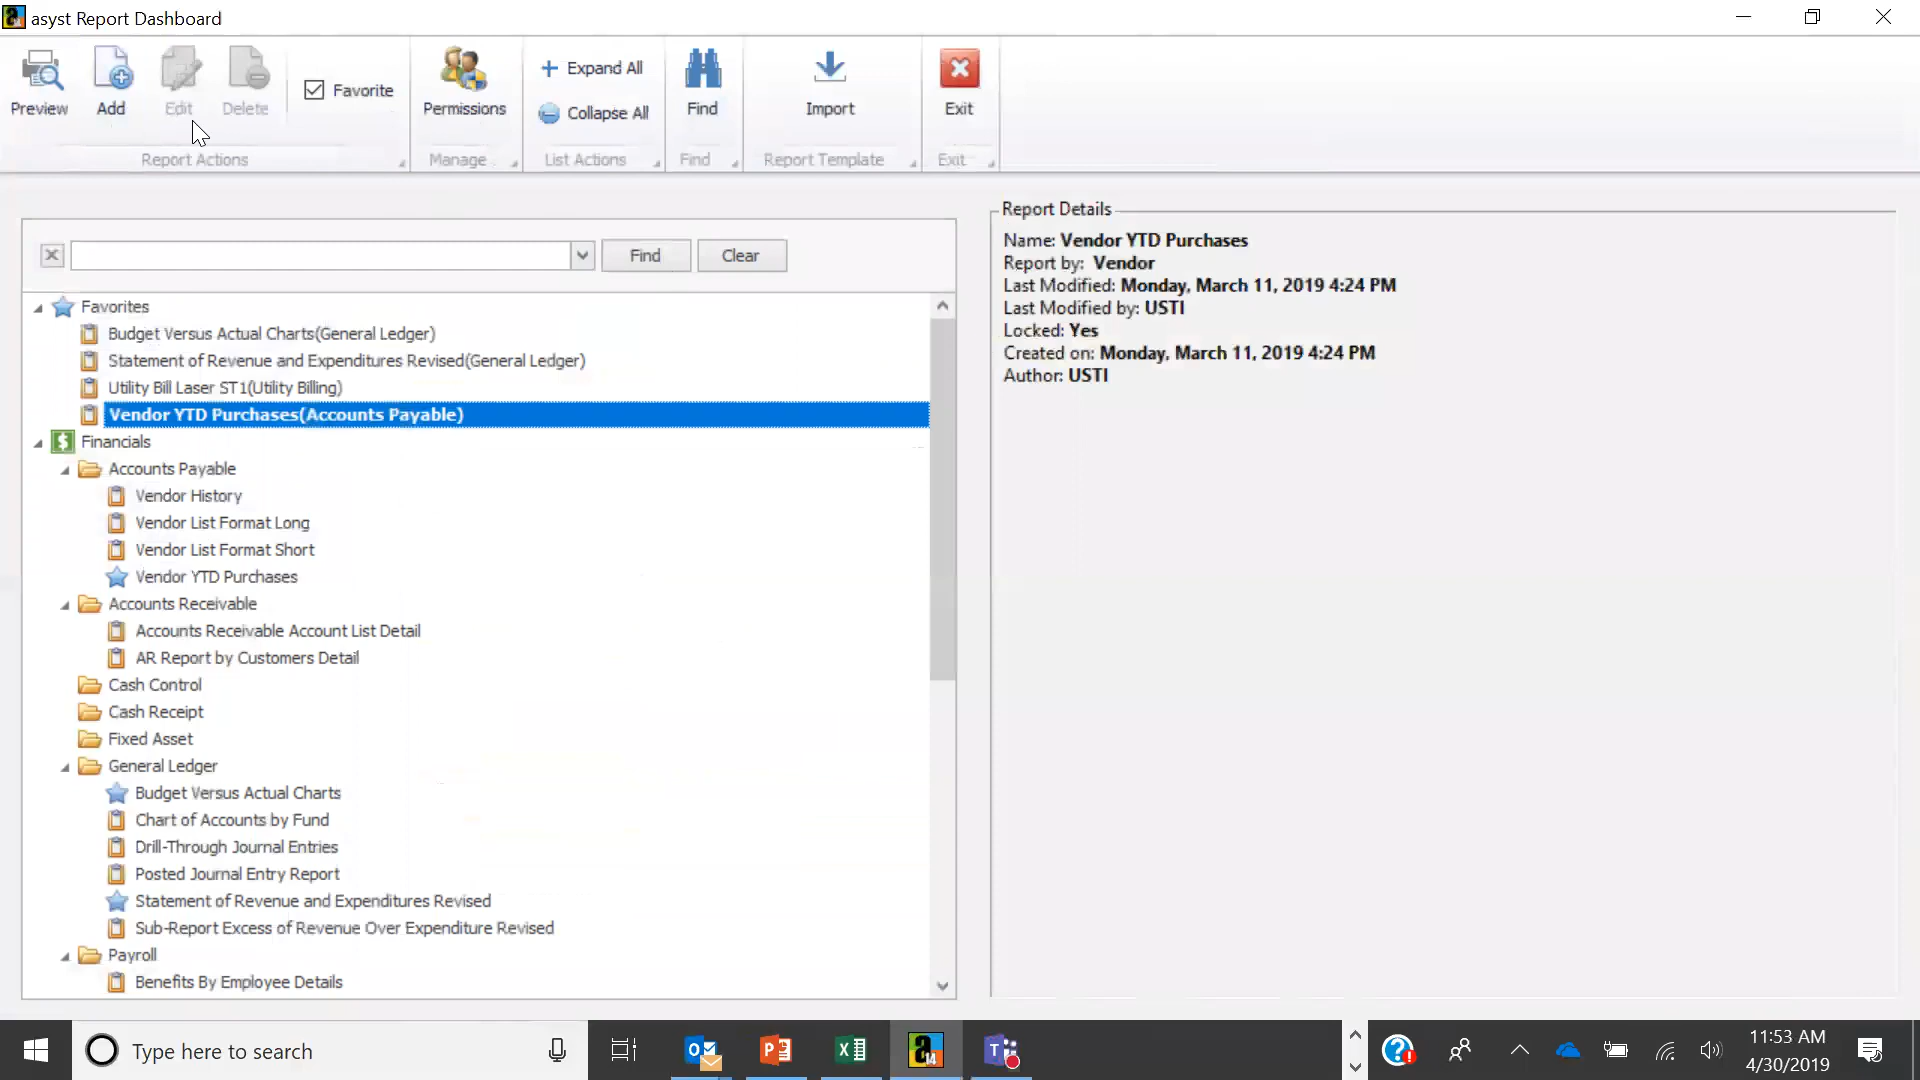 asyst Report Dashboard
Preview
Add
Edit
Delete
Favorite
Report Actions
Permissions
Manage
Expand All
Collapse All
List Actions
Find
Find
Import
Report Template
Exit
Exit
Find
Clear
Favorites
Budget Versus Actual Charts(General Ledger)
Statement of Revenue and Expenditures Revised(General Ledger)
Utility Bill Laser ST1(Utility Billing)
Vendor YTD Purchases(Accounts Payable)
Financials
Accounts Payable
Vendor History
Vendor List Format Long
Vendor List Format Short
Vendor YTD Purchases
Accounts Receivable
Accounts Receivable Account List Detail
AR Report by Customers Detail
Cash Control
Cash Receipt
Fixed Asset
General Ledger
Budget Versus Actual Charts
Chart of Accounts by Fund
Drill-Through Journal Entries
Posted Journal Entry Report
Statement of Revenue and Expenditures Revised
Sub-Report Excess of Revenue Over Expenditure Revised
Payroll
Benefits By Employee Details
Report Details
Name: Vendor YTD Purchases
Report by: Vendor
Last Modified: Monday, March 11, 2019 4:24 PM
Last Modified by: USTI
Locked: Yes
Created on: Monday, March 11, 2019 4:24 PM
Author: USTI
Type here to search
11:53 AM
4/30/2019